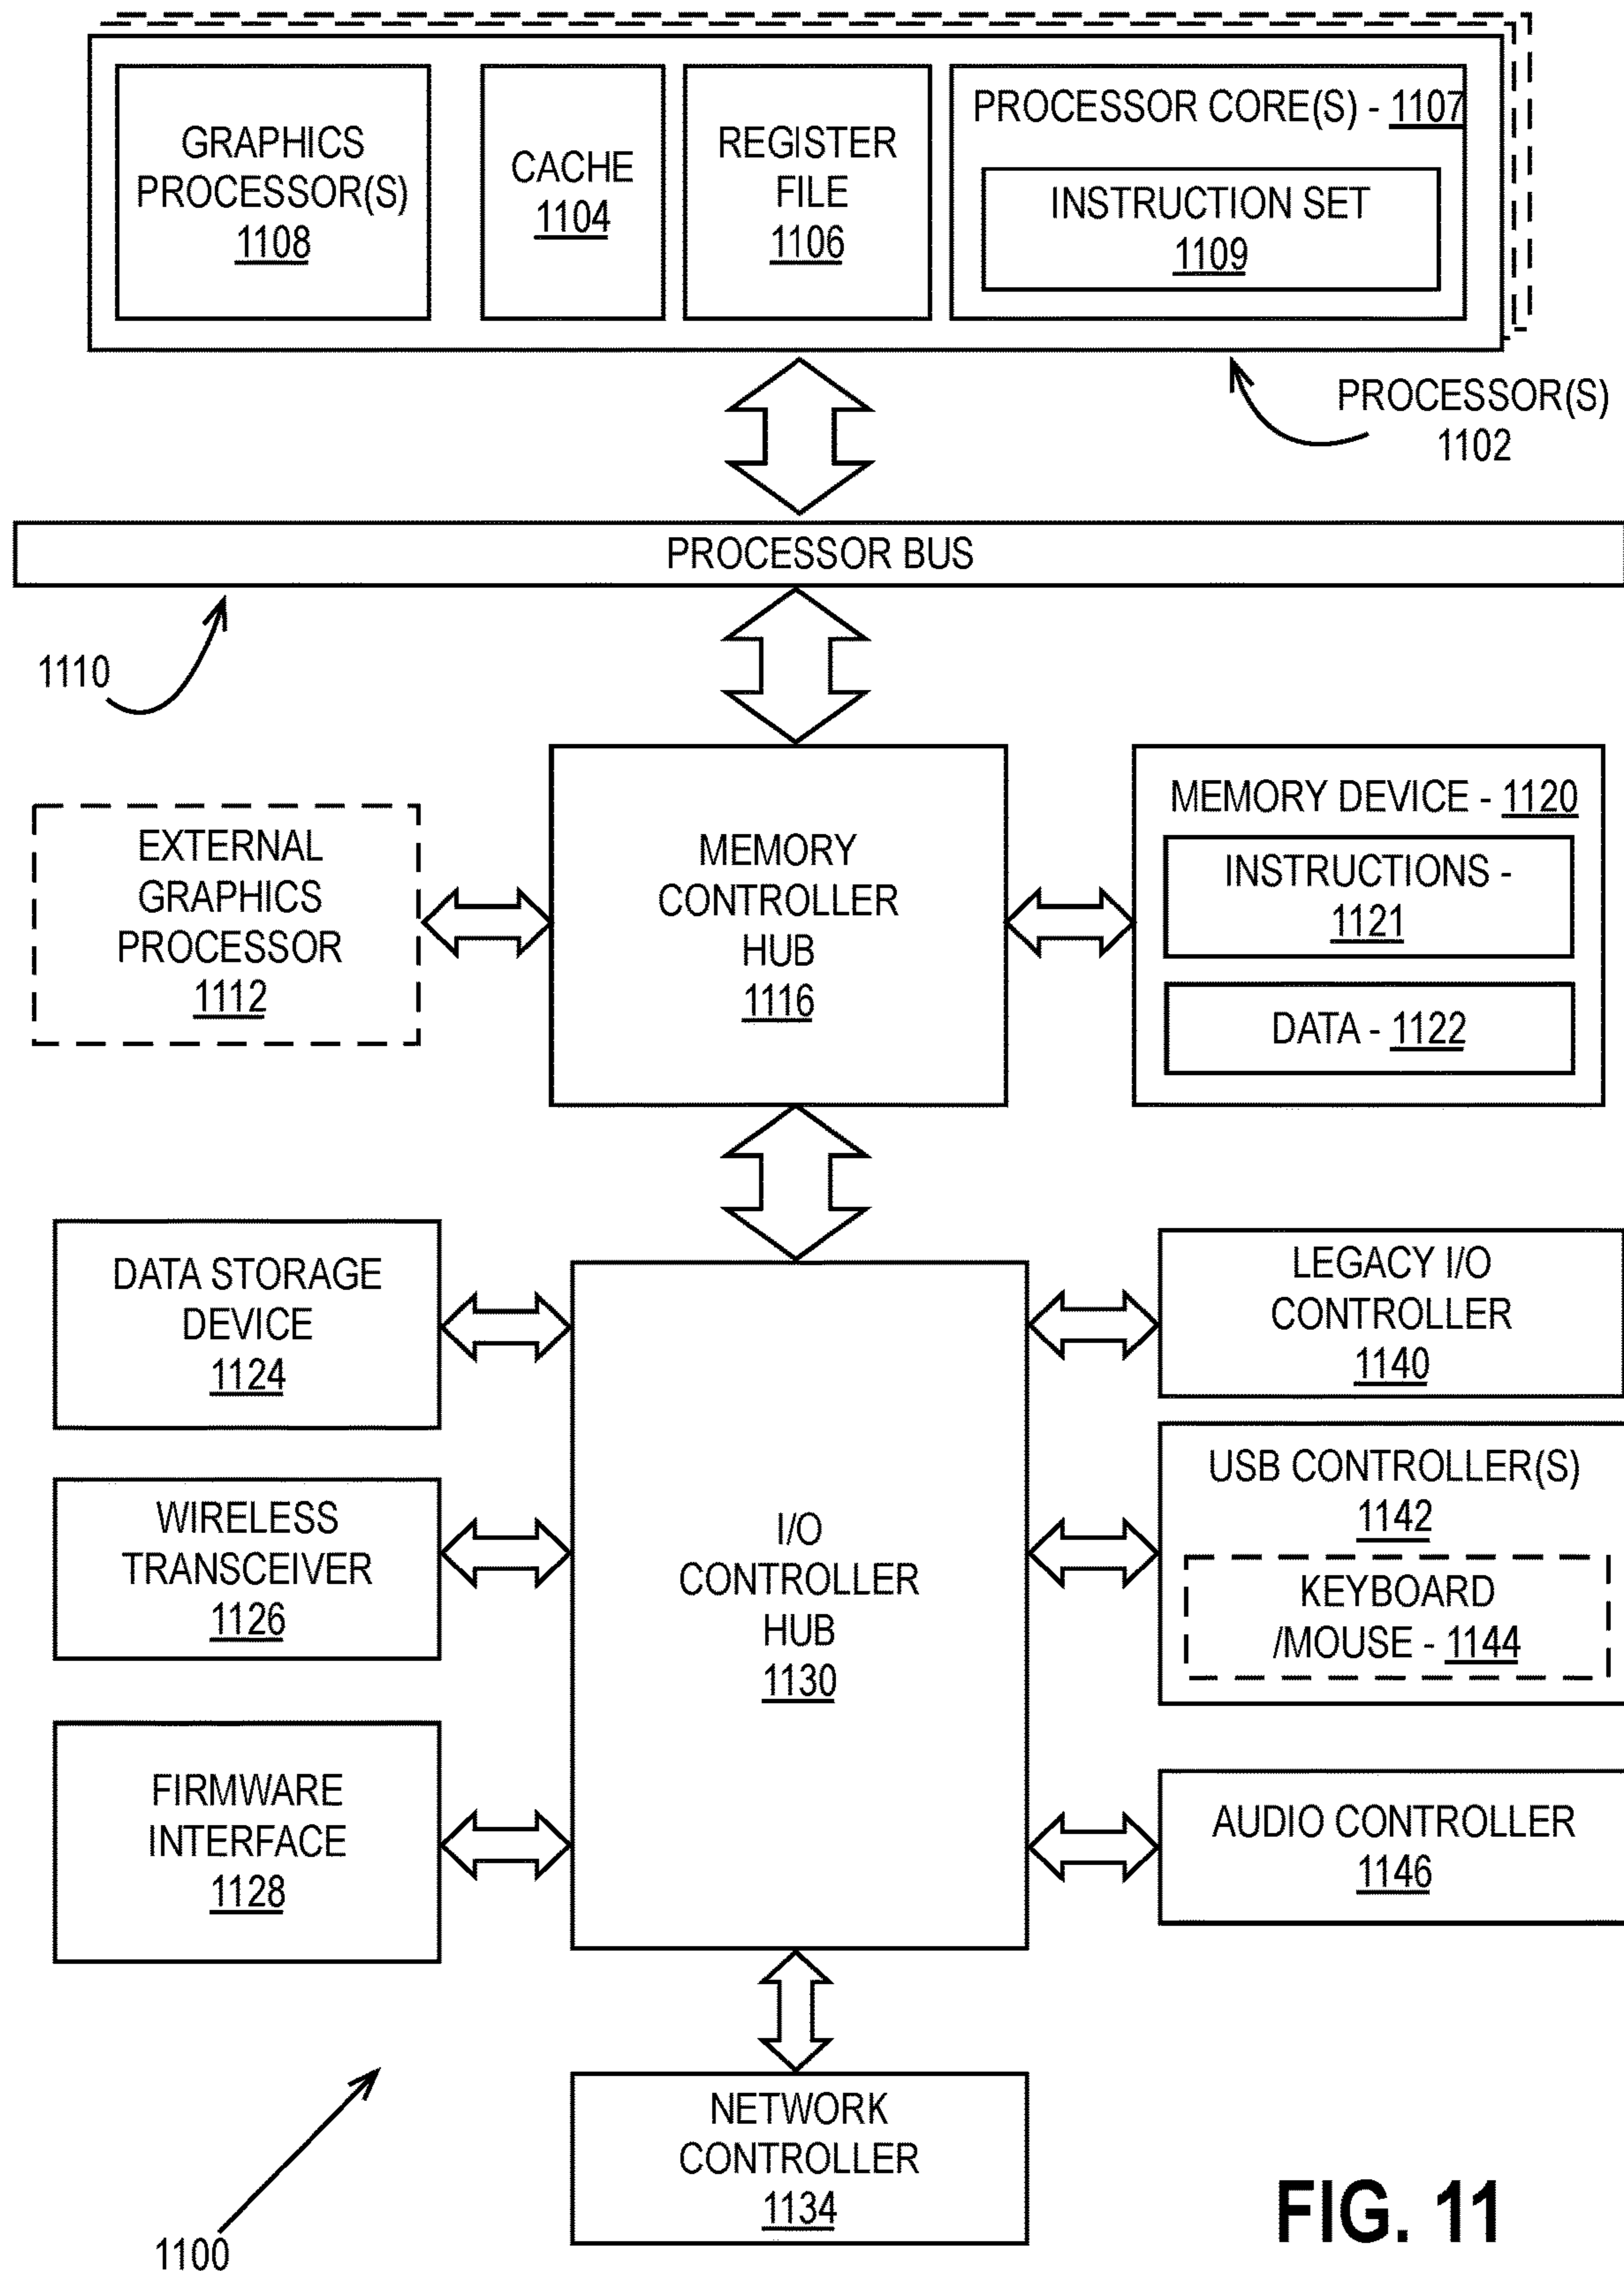 GRAPHICS
PROCESSOR(S)
1108
CACHE
1104
REGISTER
FILE
1106
PROCESSOR CORE(S) - 1107
INSTRUCTION SET
1109
PROCESSOR(S)
1102
PROCESSOR BUS
1110
EXTERNAL
GRAPHICS
PROCESSOR
1112
MEMORY
CONTROLLER
HUB
1116
MEMORY DEVICE - 1120
INSTRUCTIONS -
1121
DATA - 1122
DATA STORAGE
DEVICE
1124
WIRELESS
TRANSCEIVER
1126
FIRMWARE
INTERFACE
1128
I/O
CONTROLLER
HUB
1130
LEGACY I/O
CONTROLLER
1140
USB CONTROLLER(S)
1142
KEYBOARD
/MOUSE - 1144
AUDIO CONTROLLER
1146
NETWORK
CONTROLLER
1134
1100
FIG. 11